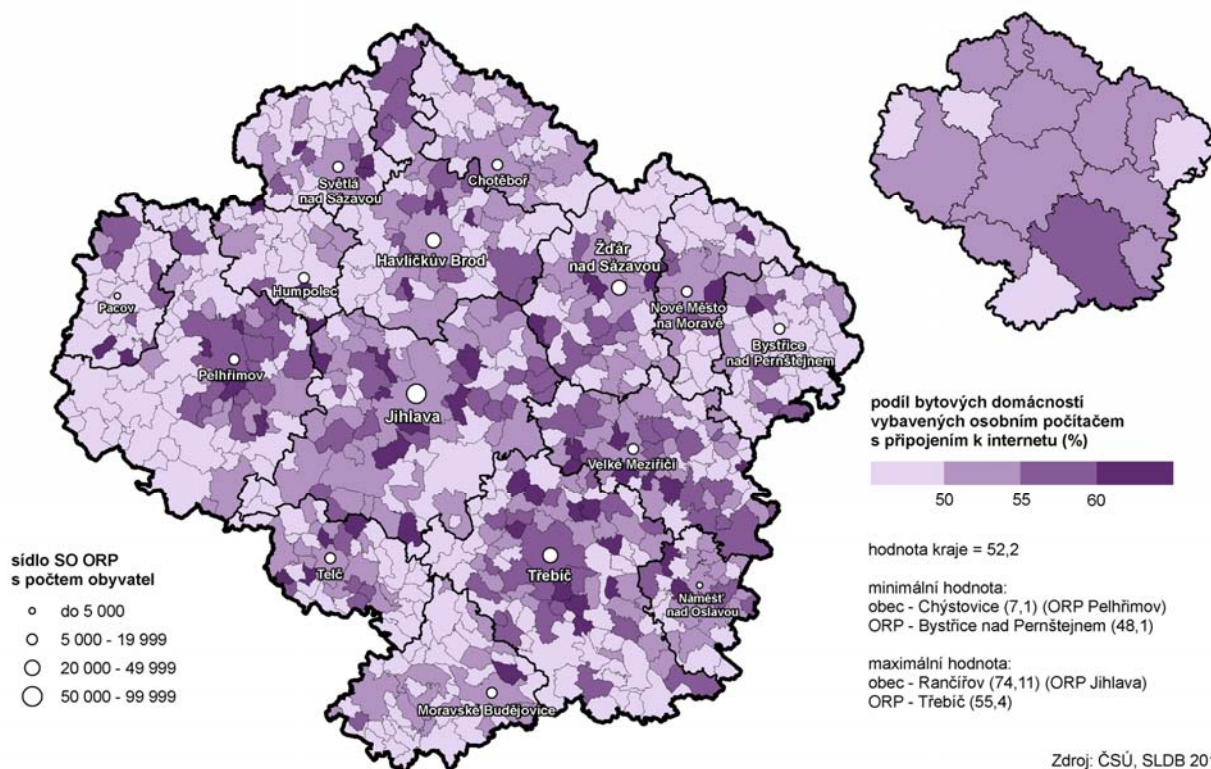 Světlá
nad Sázavou
Chotěboř
Havlíčkův Brod
Žďár
nad Sázavou
Humpolec
Pacov
Nové Město
na Moravě
Bystřice
nad Pernštejnem
Pelhřimov
Jihlava
Velké Meziříčí
Telč
Třebíč
Náměšť
nad Oslavou
Moravské Budějovice
sídlo SO ORP
s počtem obyvatel
do 5 000
5 000 - 19 999
20 000 - 49 999
50 000 - 99 999
podíl bytových domácností
vybavených osobním počítačem
s připojením k internetu (%)
50 55 60
hodnota kraje = 52,2
minimální hodnota:
obec - Chýstovice (7,1) (ORP Pelhřimov)
ORP - Bystřice nad Pernštejnem (48,1)
maximální hodnota:
obec - Rančířov (74,11) (ORP Jihlava)
ORP - Třebíč (55,4)
Zdroj: ČSÚ, SLDB